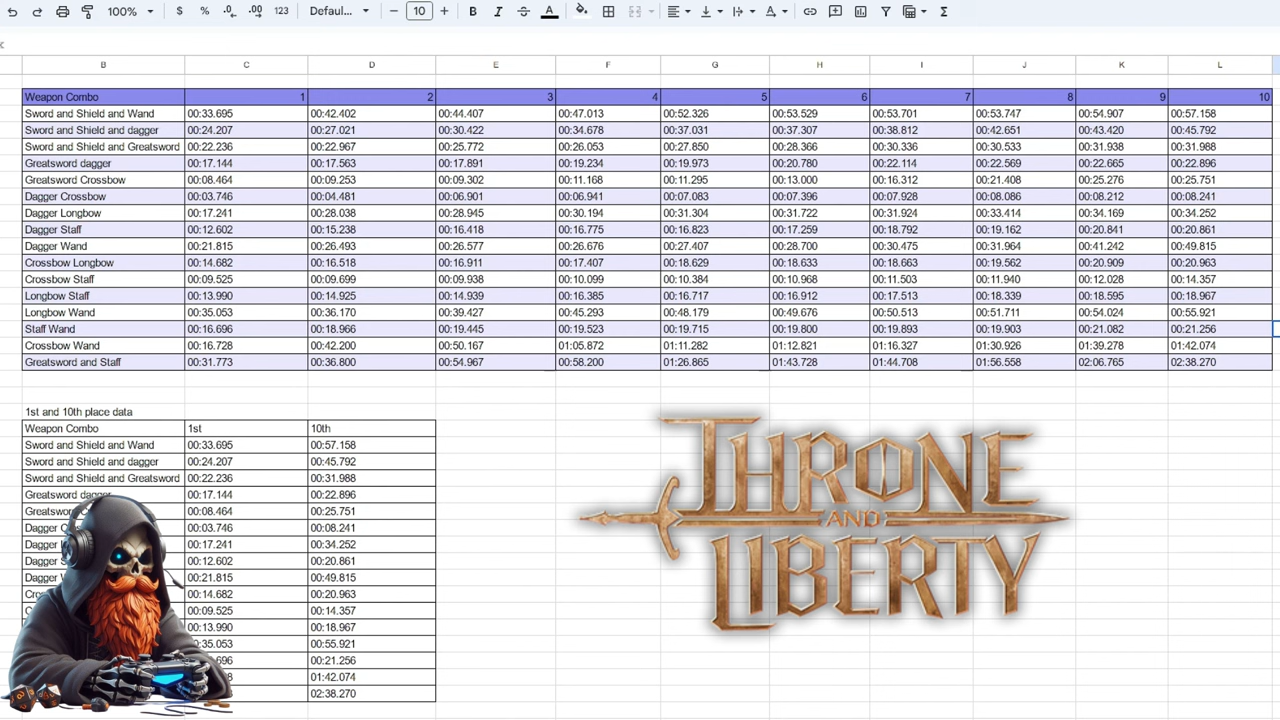 100% $ % .0 .00 123 Defaul... − 10 + B I A Σ
B C D E F G H I J K L
Weapon Combo 1 2 3 4 5 6 7 8 9 10
Sword and Shield and Wand 00:33.695 00:42.402 00:44.407 00:47.013 00:52.326 00:53.529 00:53.701 00:53.747 00:54.907 00:57.158
Sword and Shield and dagger 00:24.207 00:27.021 00:30.422 00:34.678 00:37.031 00:37.307 00:38.812 00:42.651 00:43.420 00:45.792
Sword and Shield and Greatsword 00:22.236 00:22.967 00:25.772 00:26.053 00:27.850 00:28.366 00:30.336 00:30.533 00:31.938 00:31.988
Greatsword dagger 00:17.144 00:17.563 00:17.891 00:19.234 00:19.973 00:20.780 00:22.114 00:22.569 00:22.665 00:22.896
Greatsword Crossbow 00:08.464 00:09.253 00:09.302 00:11.168 00:11.295 00:13.000 00:16.312 00:21.408 00:25.276 00:25.751
Dagger Crossbow 00:03.746 00:04.481 00:06.901 00:06.941 00:07.083 00:07.396 00:07.928 00:08.086 00:08.212 00:08.241
Dagger Longbow 00:17.241 00:28.038 00:28.945 00:30.194 00:31.304 00:31.722 00:31.924 00:33.414 00:34.169 00:34.252
Dagger Staff 00:12.602 00:15.238 00:16.418 00:16.775 00:16.823 00:17.259 00:18.792 00:19.162 00:20.841 00:20.861
Dagger Wand 00:21.815 00:26.493 00:26.577 00:26.676 00:27.407 00:28.700 00:30.475 00:31.964 00:41.242 00:49.815
Crossbow Longbow 00:14.682 00:16.518 00:16.911 00:17.407 00:18.629 00:18.633 00:18.663 00:19.562 00:20.909 00:20.963
Crossbow Staff 00:09.525 00:09.699 00:09.938 00:10.099 00:10.384 00:10.968 00:11.503 00:11.940 00:12.028 00:14.357
Longbow Staff 00:13.990 00:14.925 00:14.939 00:16.385 00:16.717 00:16.912 00:17.513 00:18.339 00:18.595 00:18.967
Longbow Wand 00:35.053 00:36.170 00:39.427 00:45.293 00:48.179 00:49.676 00:50.513 00:51.711 00:54.024 00:55.921
Staff Wand 00:16.696 00:18.966 00:19.445 00:19.523 00:19.715 00:19.800 00:19.893 00:19.903 00:21.082 00:21.256
Crossbow Wand 00:16.728 00:42.200 00:50.167 01:05.872 01:11.282 01:12.821 01:16.327 01:30.926 01:39.278 01:42.074
Greatsword and Staff 00:31.773 00:36.800 00:54.967 00:58.200 01:26.865 01:43.728 01:44.708 01:56.558 02:06.765 02:38.270
1st and 10th place data
Weapon Combo 1st 10th
Sword and Shield and Wand 00:33.695 00:57.158
Sword and Shield and dagger 00:24.207 00:45.792
Sword and Shield and Greatsword 00:22.236 00:31.988
Greatsword dagger 00:17.144 00:22.896
Greatsw 00:08.464 00:25.751
Dagger C 00:03.746 00:08.241
Dagger 00:17.241 00:34.252
Dagger 00:12.602 00:20.861
Dagger 00:21.815 00:49.815
Cro 00:14.682 00:20.963
00:09.525 00:14.357
00:13.990 00:18.967
00:35.053 00:55.921
696 00:21.256
8 01:42.074
02:38.270
THRONE
AND
LIBERTY